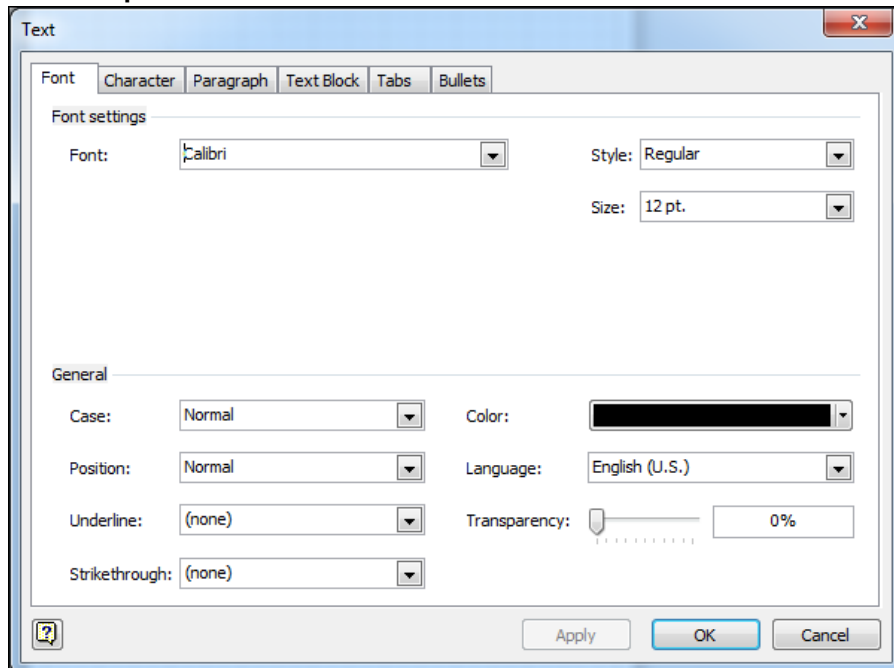 Text
Font Character Paragraph Text Block Tabs Bullets
Font settings
Font: Calibri Style: Regular
Size: 12 pt.
General
Case: Normal Color:
Position: Normal Language: English (U.S.)
Underline: (none) Transparency: 0%
Strikethrough: (none)
Apply OK Cancel